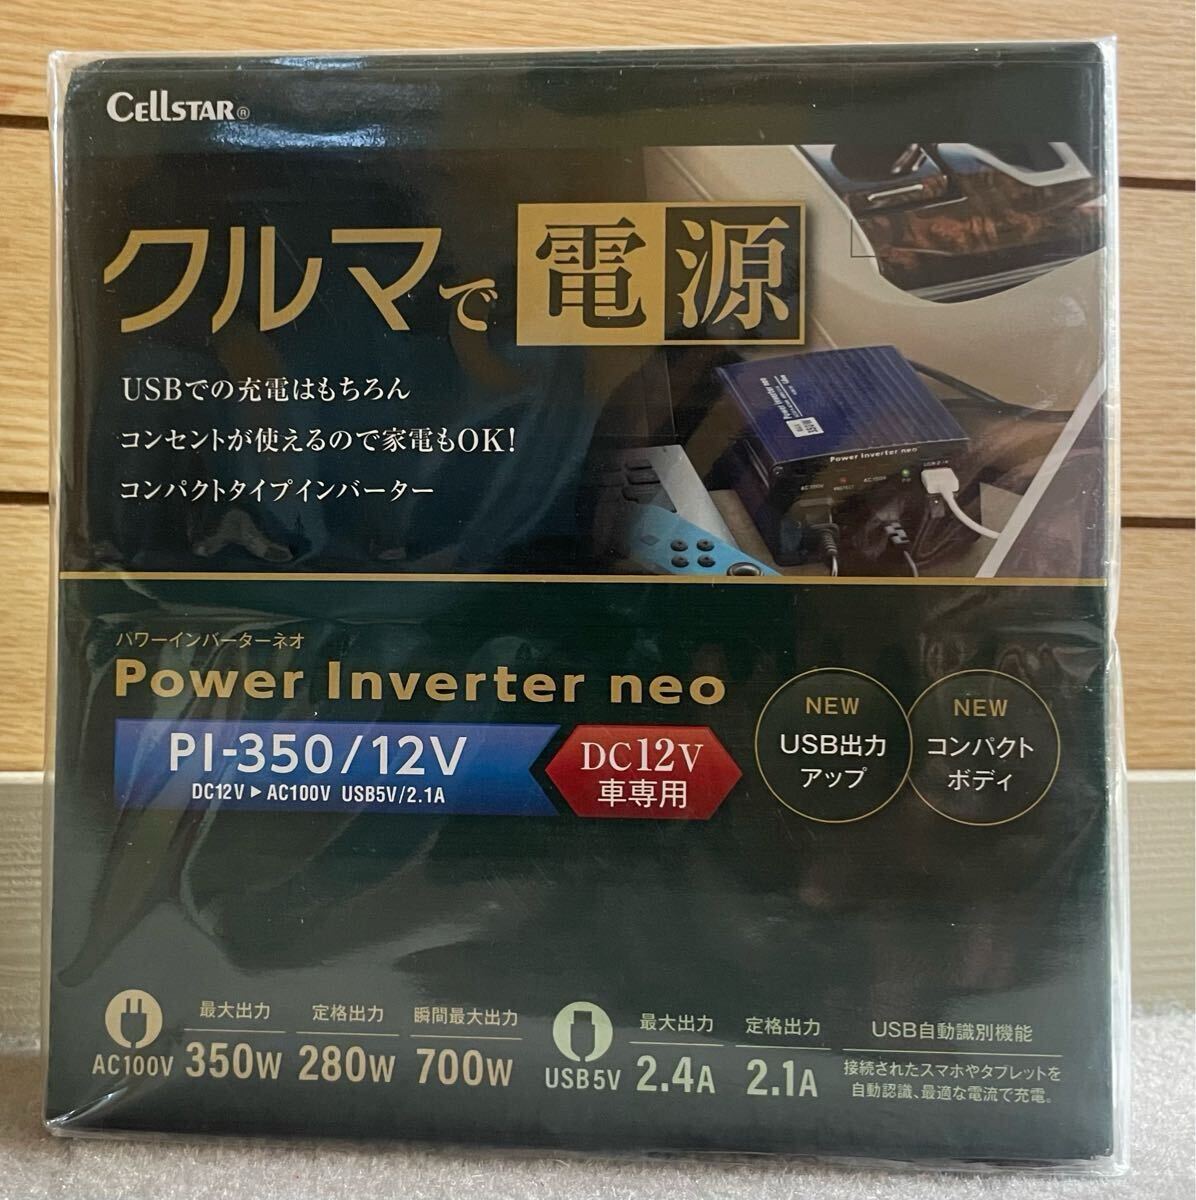 CELLSTAR®
クルマで電源
USBでの充電はもちろん
コンセントが使えるので家電もOK!
コンパクトタイプインバーター
Power Inverter neo
パワーインバーターネオ
Power Inverter neo
PI-350/12V
DC12V▶AC100V USB5V/2.1A
DC12V
車専用
NEW
USB出力
アップ
NEW
コンパクト
ボディ
AC100V
最大出力
350W
定格出力
280W
瞬間最大出力
700W
USB5V
最大出力
2.4A
定格出力
2.1A
USB自動識別機能
接続されたスマホやタブレットを
自動認識、最適な電流で充電。